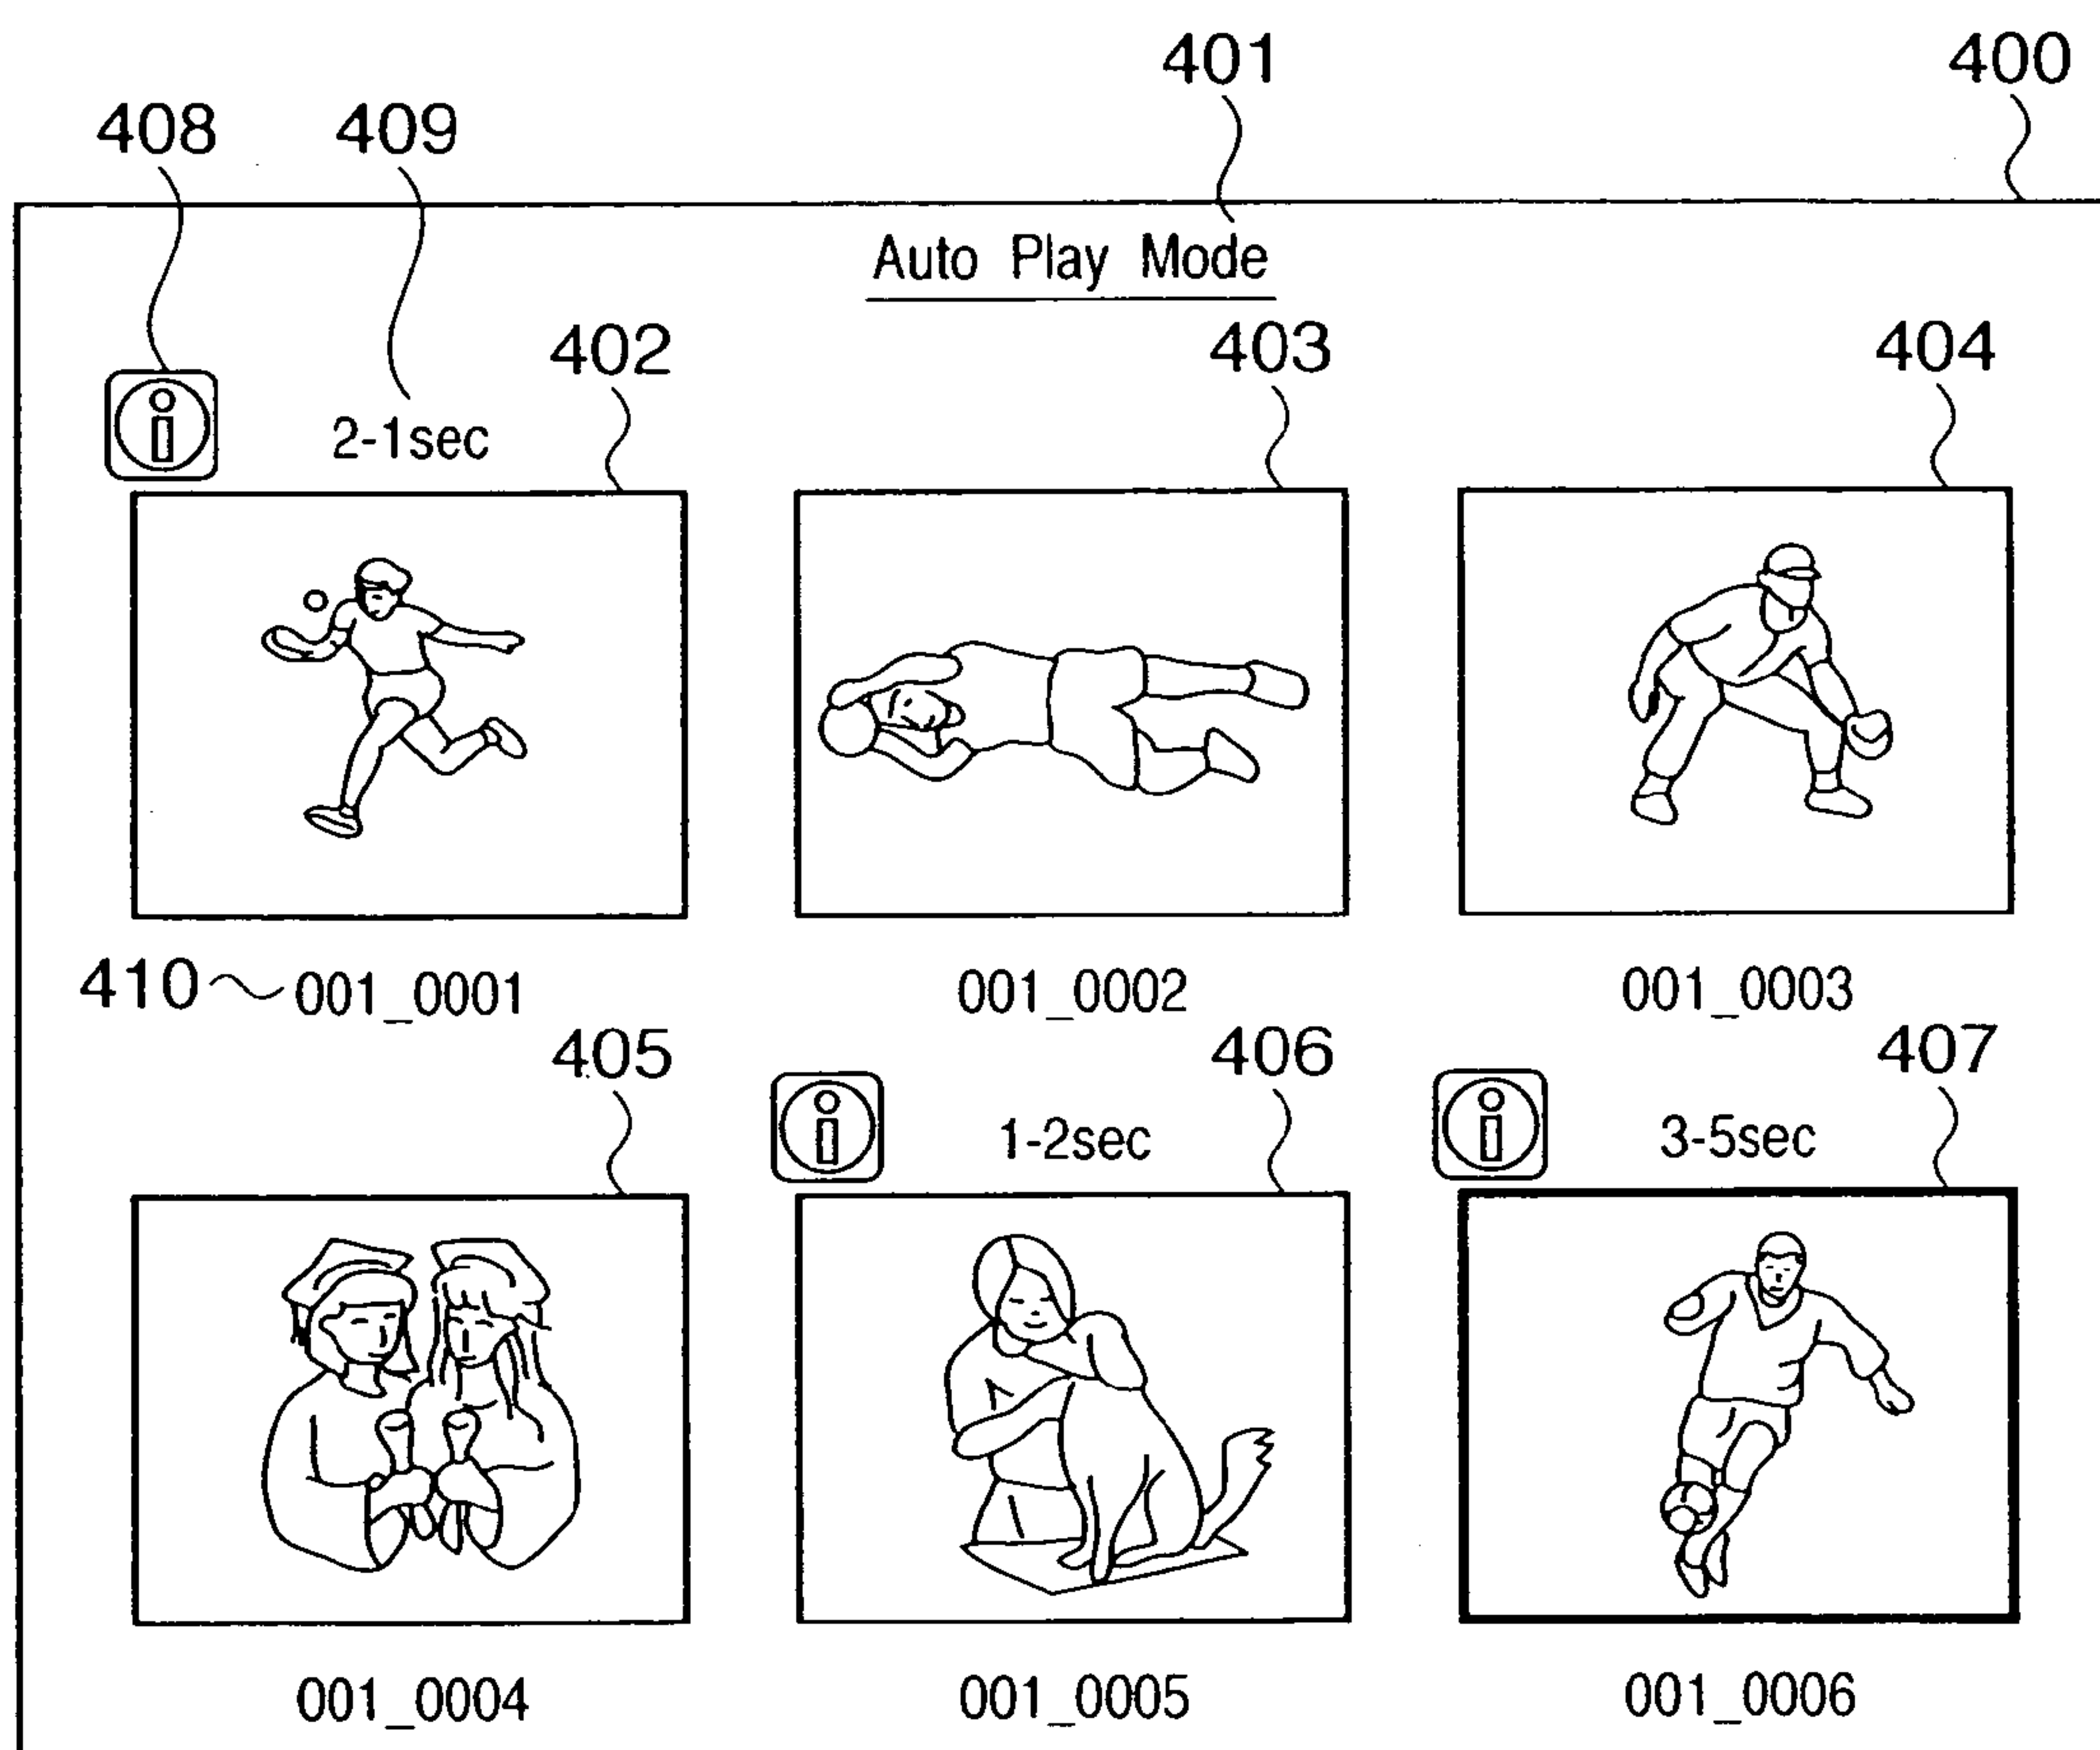 401 400
408 409
Auto Play Mode
402 403 404
i 2-1sec
410 001_0001 001_0002 001_0003
405 406 407
i 1-2sec i 3-5sec
001_0004 001_0005 001_0006